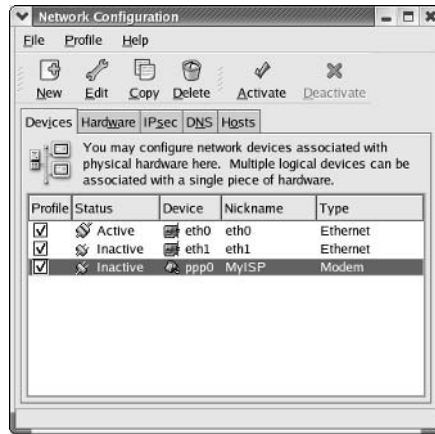 Network Configuration
File Profile Help
New Edit Copy Delete Activate Deactivate
Devices Hardware IPsec DNS Hosts
You may configure network devices associated with
physical hardware here. Multiple logical devices can be
associated with a single piece of hardware.
Profile Status Device Nickname Type
Active eth0 eth0 Ethernet
Inactive eth1 eth1 Ethernet
Inactive ppp0 MyISP Modem